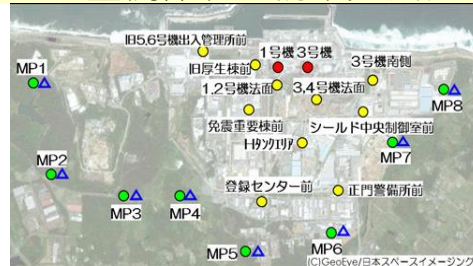 旧5,6号機出入管理所前
1号機 3号機
旧厚生棟前
3号機南側
MP1
1,2号機法面
3,4号機法面
MP8
免震重要棟前
シールド中央制御室前
Hタンクエリア
MP7
MP2
MP3
MP4
登録センター前
正門警備所前
MP5
MP6
(C)GeoEye/日本スペースイメージング